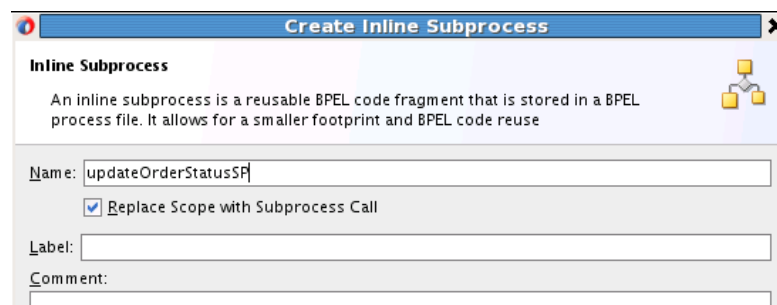 Create Inline Subprocess
Inline Subprocess
An inline subprocess is a reusable BPEL code fragment that is stored in a BPEL
process file. It allows for a smaller footprint and BPEL code reuse
Name: updateOrderStatusSP
Replace Scope with Subprocess Call
Label:
Comment: